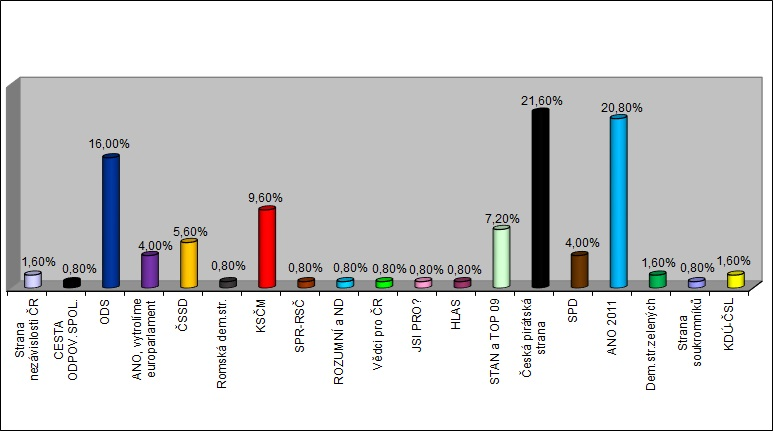 1,60%
0,80%
16,00%
4,00%
5,60%
0,80%
9,60%
0,80%
0,80%
0,80%
0,80%
0,80%
7,20%
21,60%
4,00%
20,80%
1,60%
0,80%
1,60%
Strana
nezávislosti ČR
CESTA
ODPOV. SPOL.
ODS
ANO, vytrolíme
europarlament
ČSSD
Romská dem.str.
KSČM
SPR-RSČ
ROZUMNÍ a ND
Vědci pro ČR
JSI PRO?
HLAS
STAN a TOP 09
Česká pirátská
strana
SPD
ANO 2011
Dem.str.zelených
Strana
soukromníků
KDÚ-ČSL